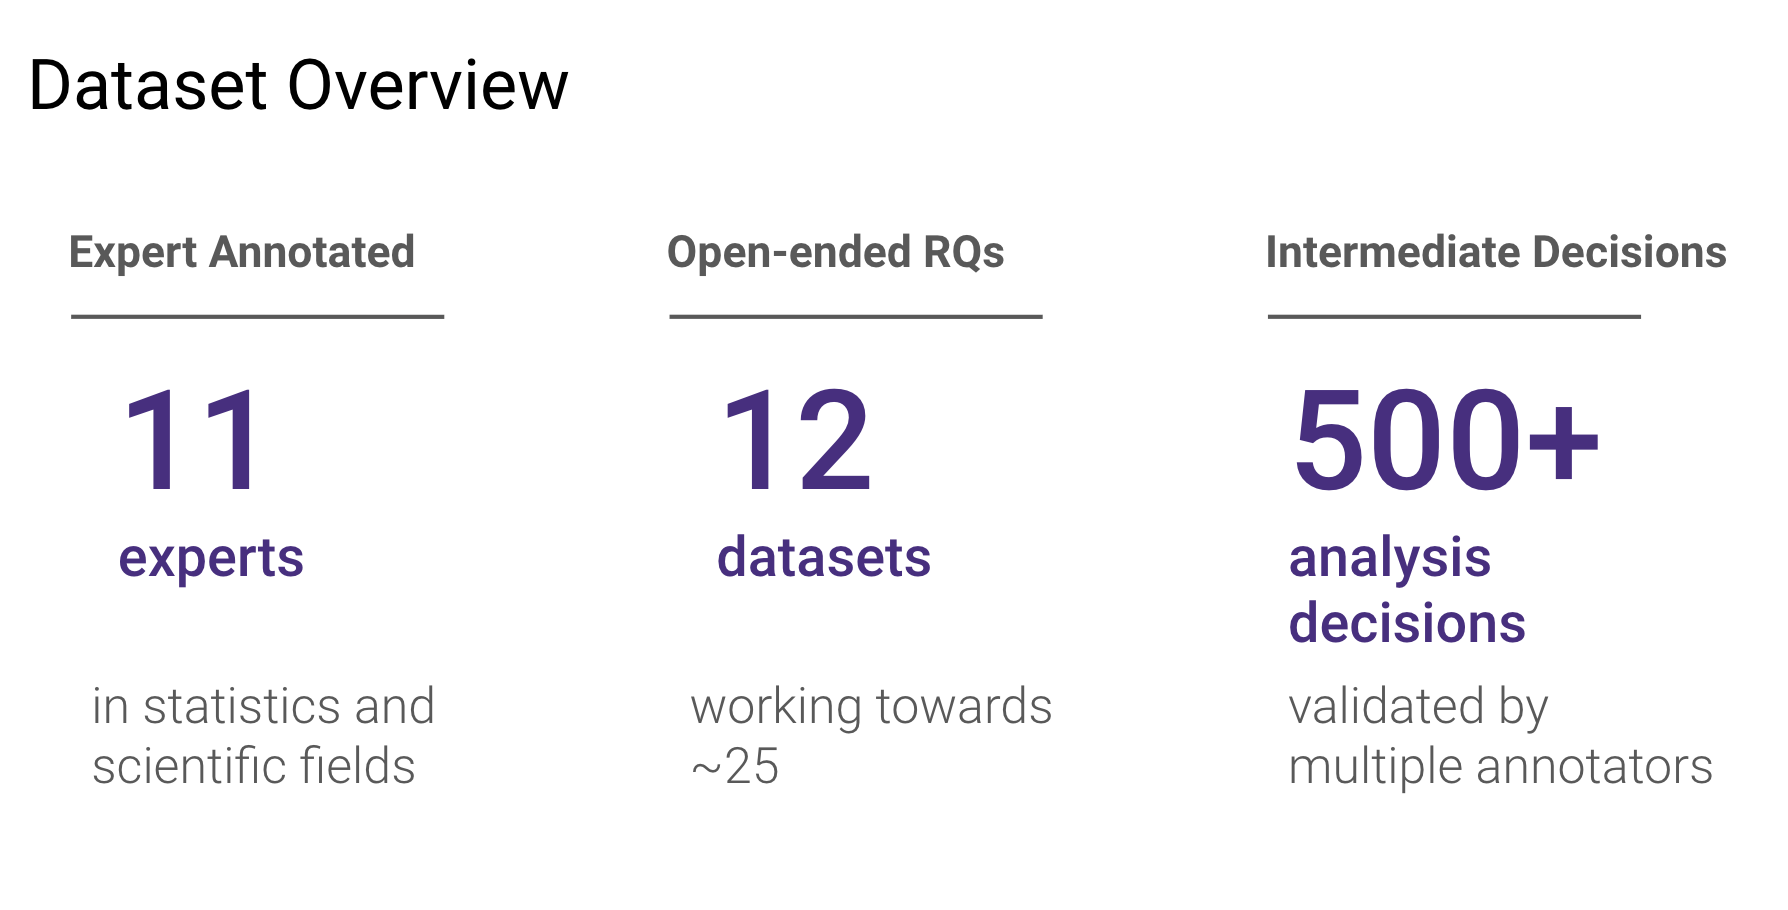 Dataset Overview
Expert Annotated
11
experts
in statistics and
scientific fields
Open-ended RQs
12
datasets
working towards
~25
Intermediate Decisions
500+
analysis
decisions
validated by
multiple annotators